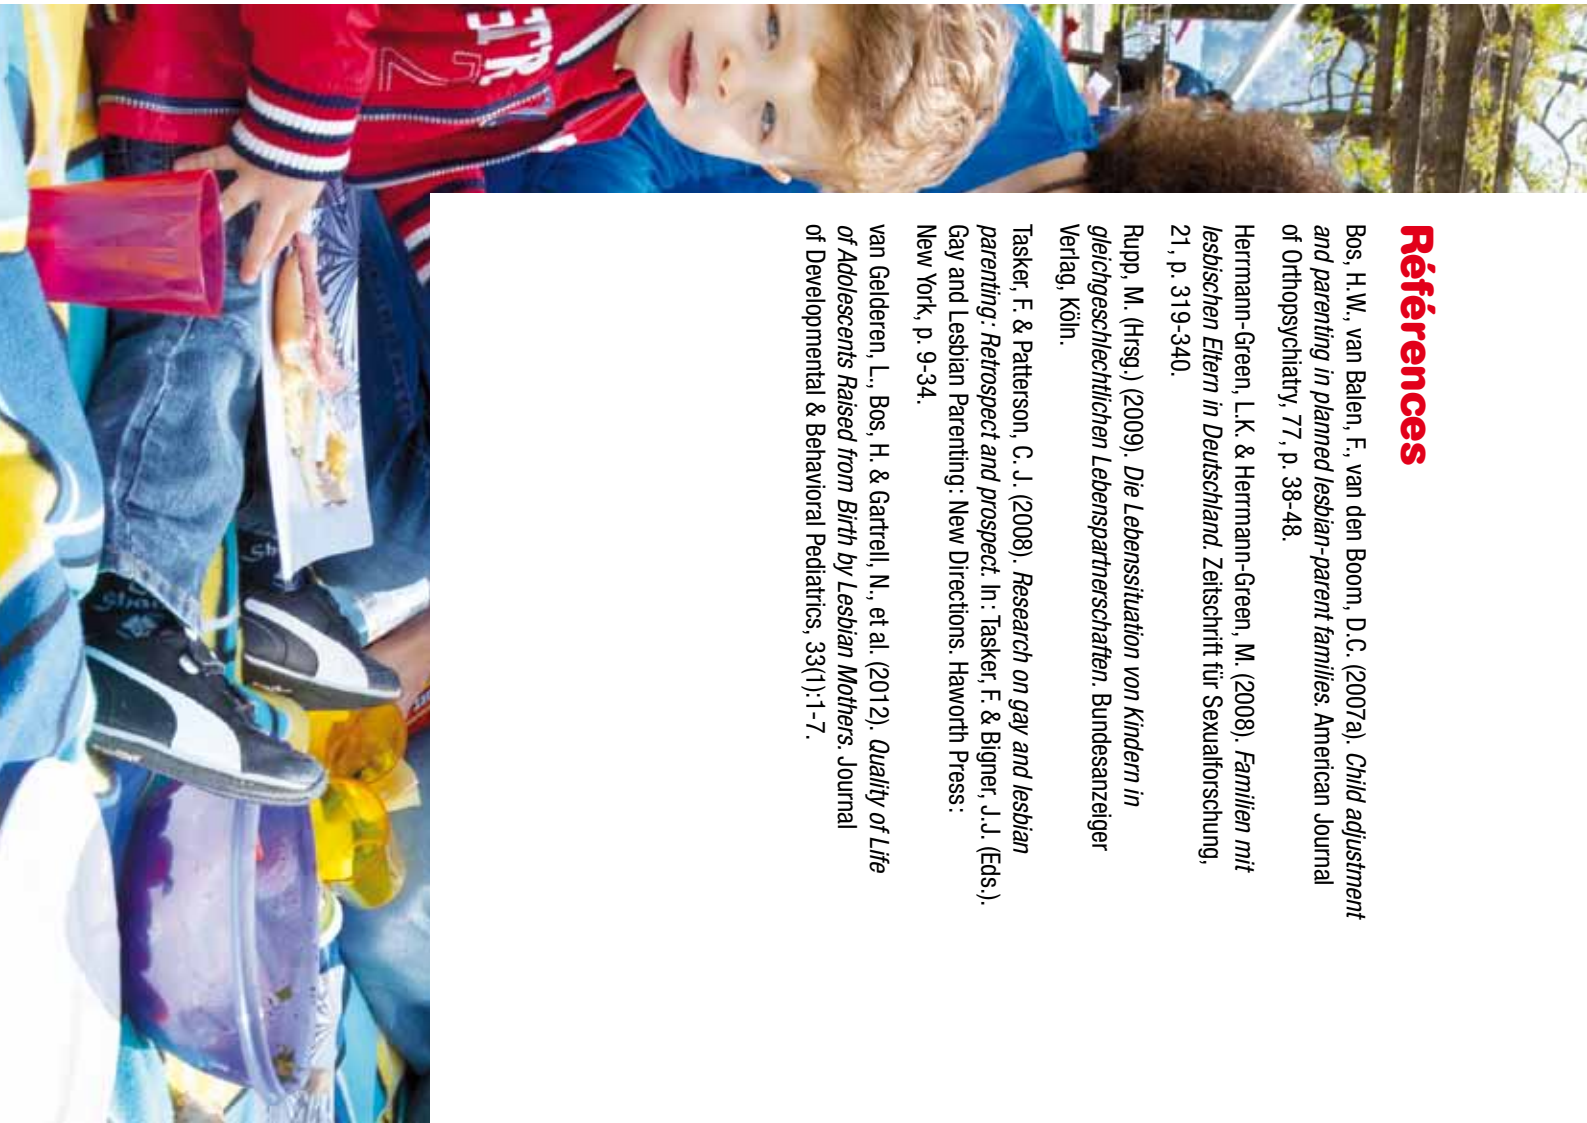 Références
Bos, H.W., van Balen, F., van den Boom, D.C. (2007a). Child adjustment
and parenting in planned lesbian-parent families. American Journal
of Orthopsychiatry, 77, p. 38-48.
Herrmann-Green, L.K. & Herrmann-Green, M. (2008). Familien mit
lesbischen Eltern in Deutschland. Zeitschrift für Sexualforschung,
21, p. 319-340.
Rupp, M. (Hrsg.) (2009). Die Lebenssituation von Kindern in
gleichgeschlechtlichen Lebenspartnerschaften. Bundesanzeiger
Verlag, Köln.
Tasker, F. & Patterson, C. J. (2008). Research on gay and lesbian
parenting: Retrospect and prospect. In : Tasker, F. & Bigner, J.J. (Eds.).
Gay and Lesbian Parenting: New Directions. Haworth Press :
New York, p. 9-34.
van Gelderen, L., Bos, H. & Gartrell, N., et al. (2012). Quality of Life
of Adolescents Raised from Birth by Lesbian Mothers. Journal
of Developmental & Behavioral Pediatrics, 33(1):1-7.